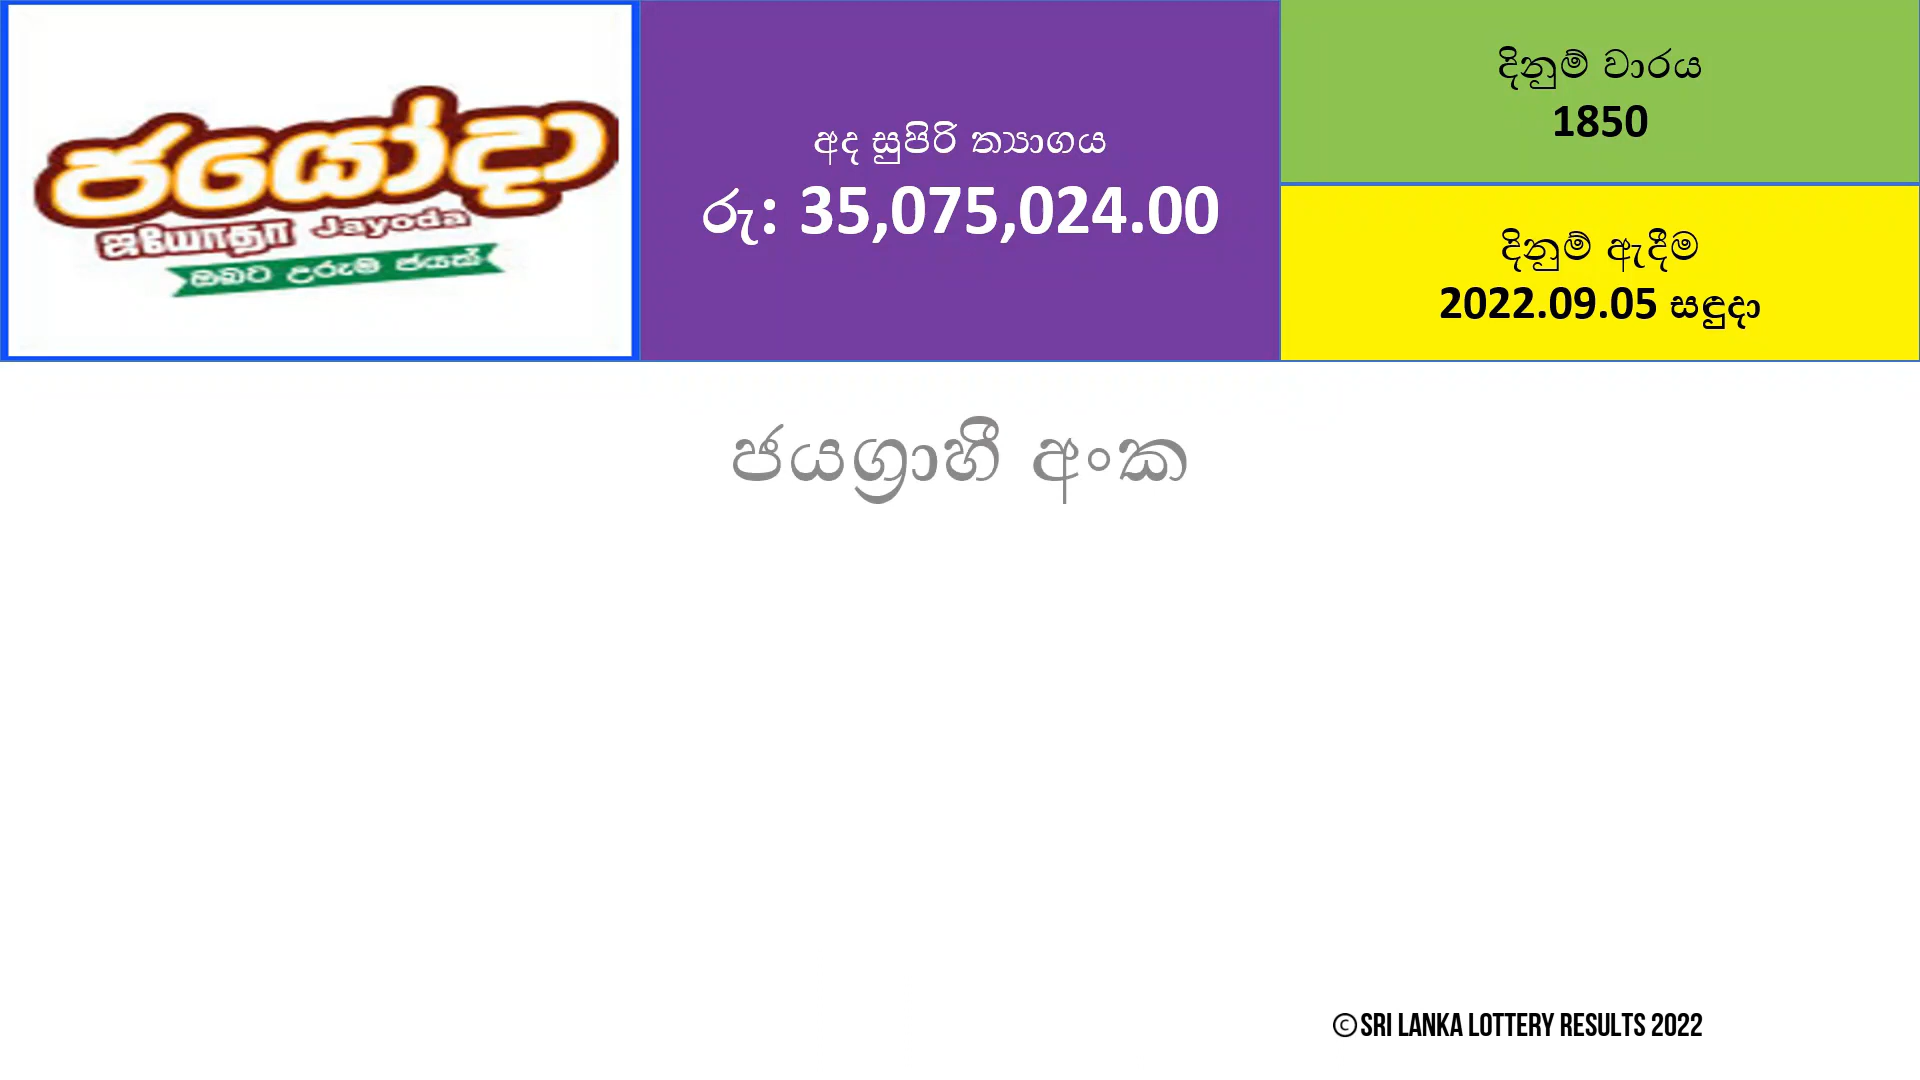 ජයෝදා
ஜயோதா Jayoda
ඔබට උරුම ජයක්
අද සුපිරි ත්‍යාගය
රු: 35,075,024.00
දිනුම් වාරය
1850
දිනුම් ඇදීම
2022.09.05 සඳුදා
ජයග්‍රාහී අංක
©SRI LANKA LOTTERY RESULTS 2022